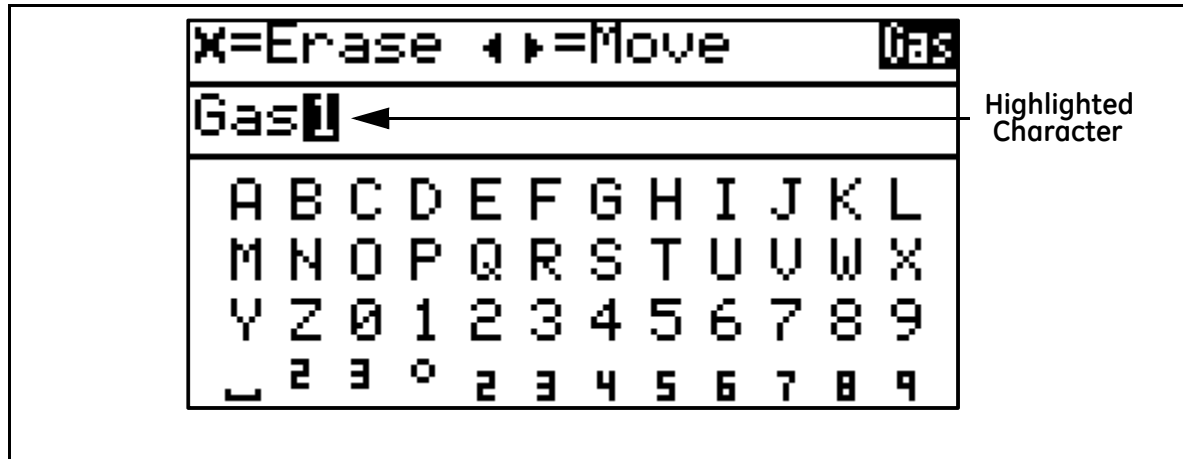 X=Erase ◂ ▸=Move Gas
Gas1
Highlighted
Character
A B C D E F G H I J K L
M N O P Q R S T U V W X
Y Z 0 1 2 3 4 5 6 7 8 9
⎵ ² ³ ° ₂ ₃ ₄ ₅ ₆ ₇ ₈ ₉